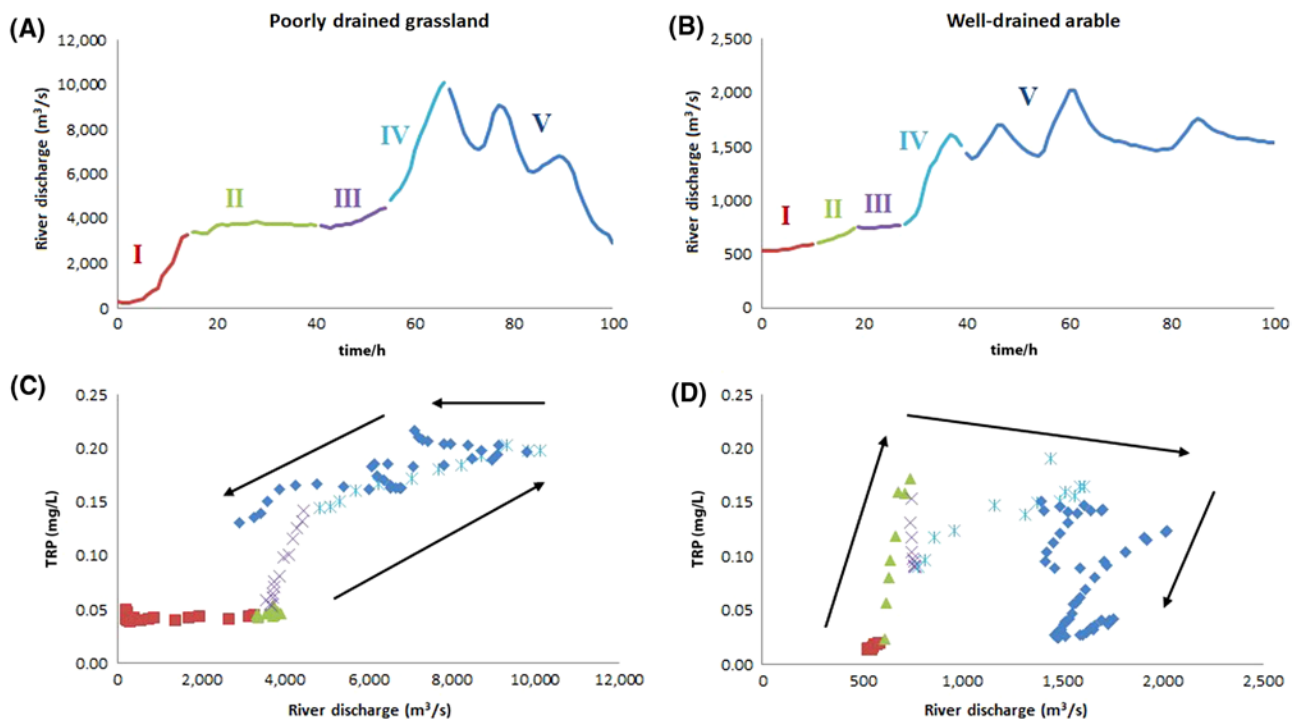 (A) Poorly drained grassland
12,000
10,000
8,000
6,000
4,000
2,000
0
River discharge (m³/s)
I
II
III
IV
V
0 20 40 60 80 100
time/h
(B) Well-drained arable
2,500
2,000
1,500
1,000
500
0
River discharge (m³/s)
I
II
III
IV
V
0 20 40 60 80 100
time/h
(C)
0.25
0.20
0.15
0.10
0.05
0.00
TRP (mg/L)
0 2,000 4,000 6,000 8,000 10,000 12,000
River discharge (m³/s)
(D)
0.25
0.20
0.15
0.10
0.05
0.00
TRP (mg/L)
0 500 1,000 1,500 2,000 2,500
River discharge (m³/s)